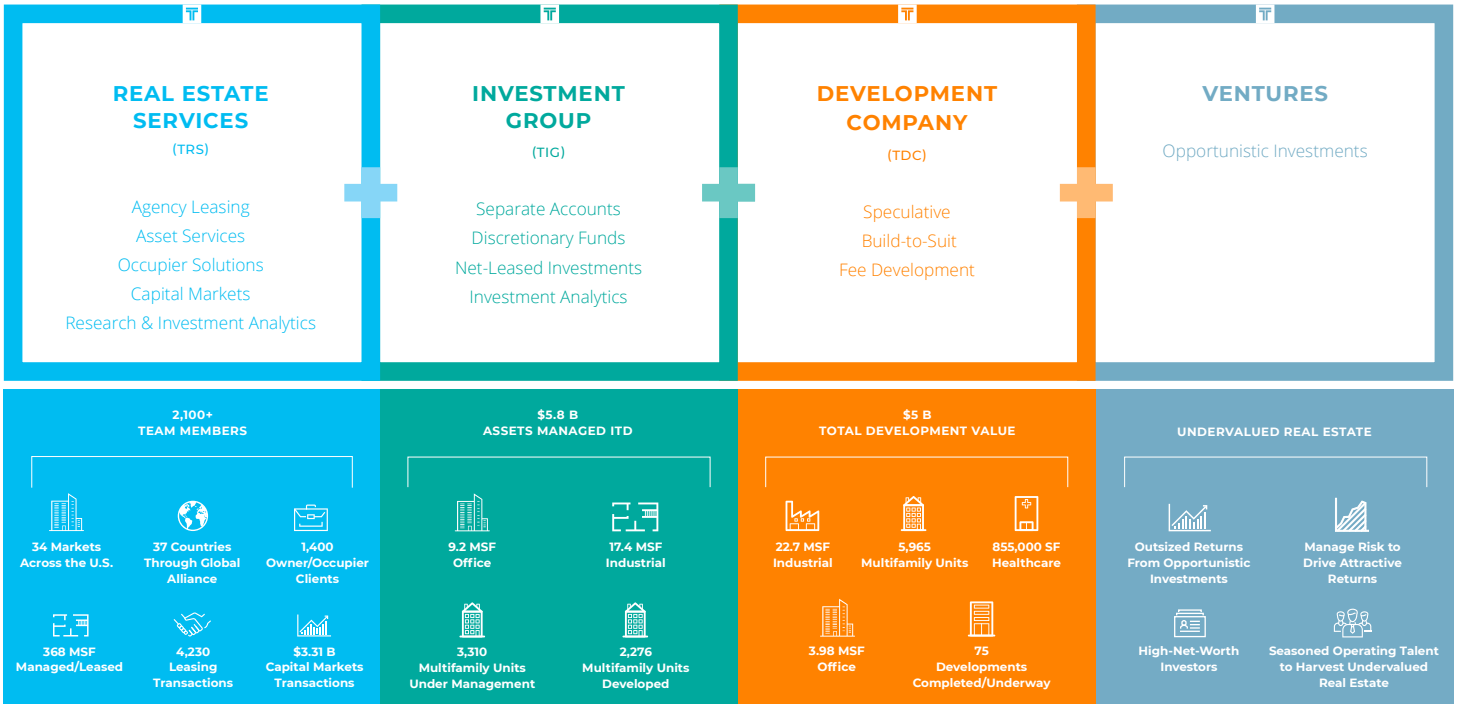 REAL ESTATE
SERVICES
(TRS)
Agency Leasing
Asset Services
Occupier Solutions
Capital Markets
Research & Investment Analytics
INVESTMENT
GROUP
(TIG)
Separate Accounts
Discretionary Funds
Net-Leased Investments
Investment Analytics
DEVELOPMENT
COMPANY
(TDC)
Speculative
Build-to-Suit
Fee Development
VENTURES
Opportunistic Investments
2,100+
TEAM MEMBERS
34 Markets
Across the U.S.
37 Countries
Through Global
Alliance
1,400
Owner/Occupier
Clients
368 MSF
Managed/Leased
4,230
Leasing
Transactions
$3.31 B
Capital Markets
Transactions
$5.8 B
ASSETS MANAGED ITD
9.2 MSF
Office
17.4 MSF
Industrial
3,310
Multifamily Units
Under Management
2,276
Multifamily Units
Developed
$5 B
TOTAL DEVELOPMENT VALUE
22.7 MSF
Industrial
5,965
Multifamily Units
855,000 SF
Healthcare
3.98 MSF
Office
75
Developments
Completed/Underway
UNDERVALUED REAL ESTATE
Outsized Returns
From Opportunistic
Investments
Manage Risk to
Drive Attractive
Returns
High-Net-Worth
Investors
Seasoned Operating Talent
to Harvest Undervalued
Real Estate